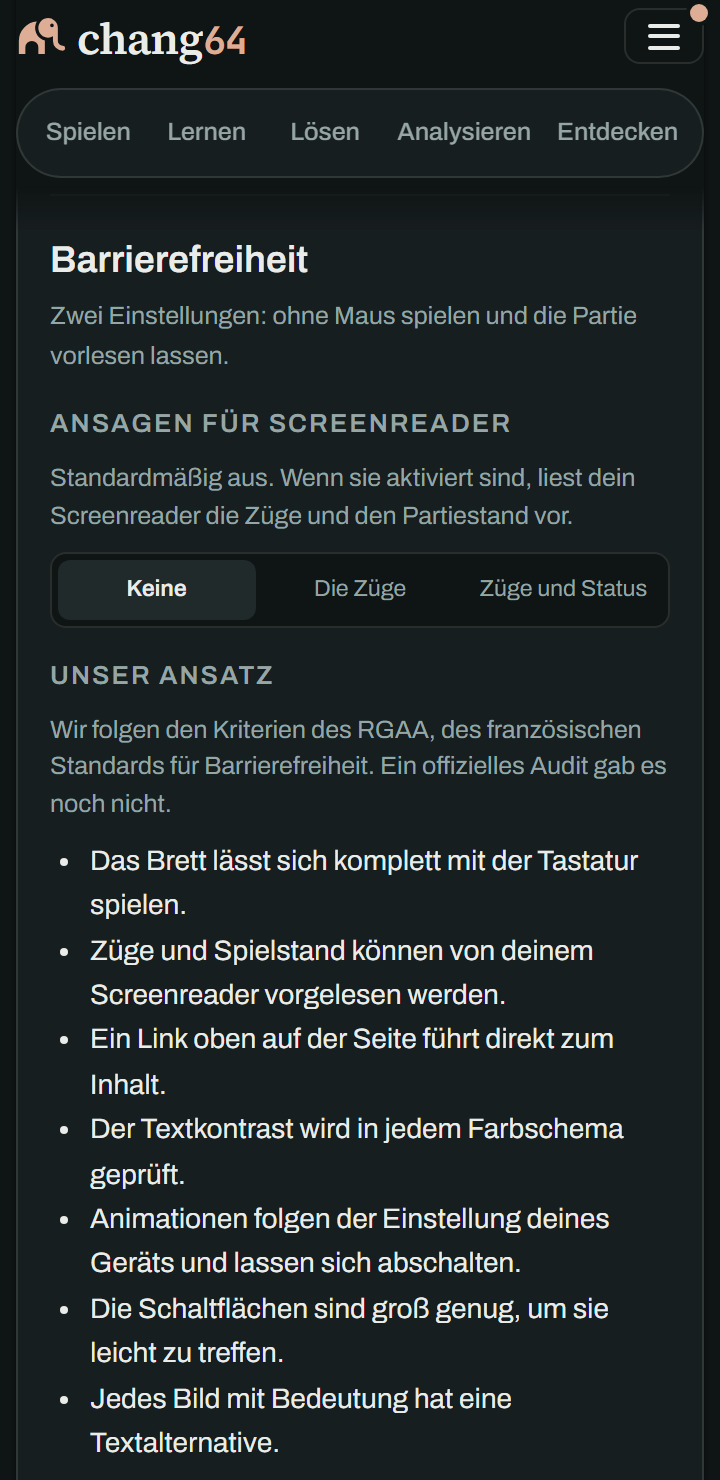 chang64
Spielen Lernen Lösen Analysieren Entdecken
Barrierefreiheit
Zwei Einstellungen: ohne Maus spielen und die Partie
vorlesen lassen.
ANSAGEN FÜR SCREENREADER
Standardmäßig aus. Wenn sie aktiviert sind, liest dein
Screenreader die Züge und den Partiestand vor.
Keine Die Züge Züge und Status
UNSER ANSATZ
Wir folgen den Kriterien des RGAA, des französischen
Standards für Barrierefreiheit. Ein offizielles Audit gab es
noch nicht.
• Das Brett lässt sich komplett mit der Tastatur
spielen.
• Züge und Spielstand können von deinem
Screenreader vorgelesen werden.
• Ein Link oben auf der Seite führt direkt zum
Inhalt.
• Der Textkontrast wird in jedem Farbschema
geprüft.
• Animationen folgen der Einstellung deines
Geräts und lassen sich abschalten.
• Die Schaltflächen sind groß genug, um sie
leicht zu treffen.
• Jedes Bild mit Bedeutung hat eine
Textalternative.